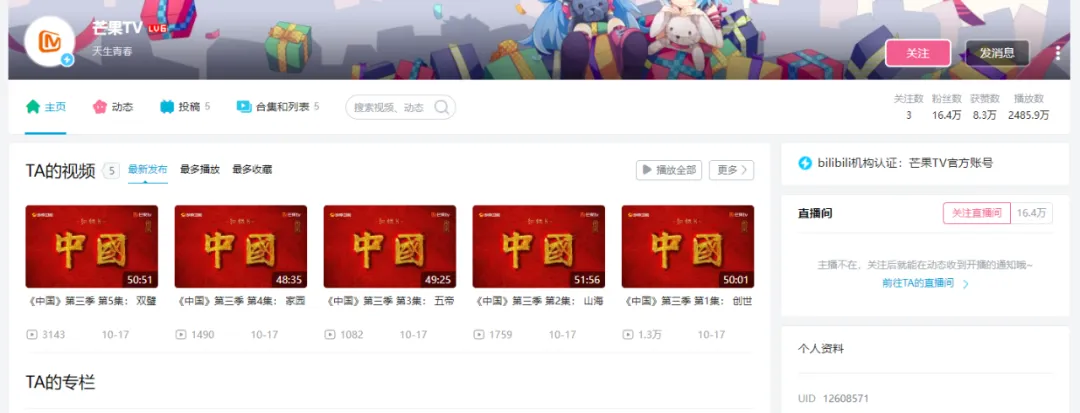 芒果TV LV6
天生青春
关注
发消息
主页
动态
投稿 5
合集和列表 5
搜索视频、动态
关注数 粉丝数 获赞数 播放数
3 16.4万 8.3万 2485.9万
TA的视频 5 最新发布 最多播放 最多收藏
播放全部
更多
中國
50:51
中國
48:35
中國
49:25
中國
51:56
中國
50:01
《中国》第三季 第5集： 双璧
《中国》第三季 第4集： 家园
《中国》第三季 第3集： 五帝
《中国》第三季 第2集： 山海
《中国》第三季 第1集： 创世
3143 10-17
1490 10-17
1082 10-17
1759 10-17
1.3万 10-17
TA的专栏
bilibili机构认证：芒果TV官方账号
直播间
关注直播间 16.4万
主播不在，关注后就能在动态收到开播的通知哦~
前往TA的直播间
个人资料
UID 12608571